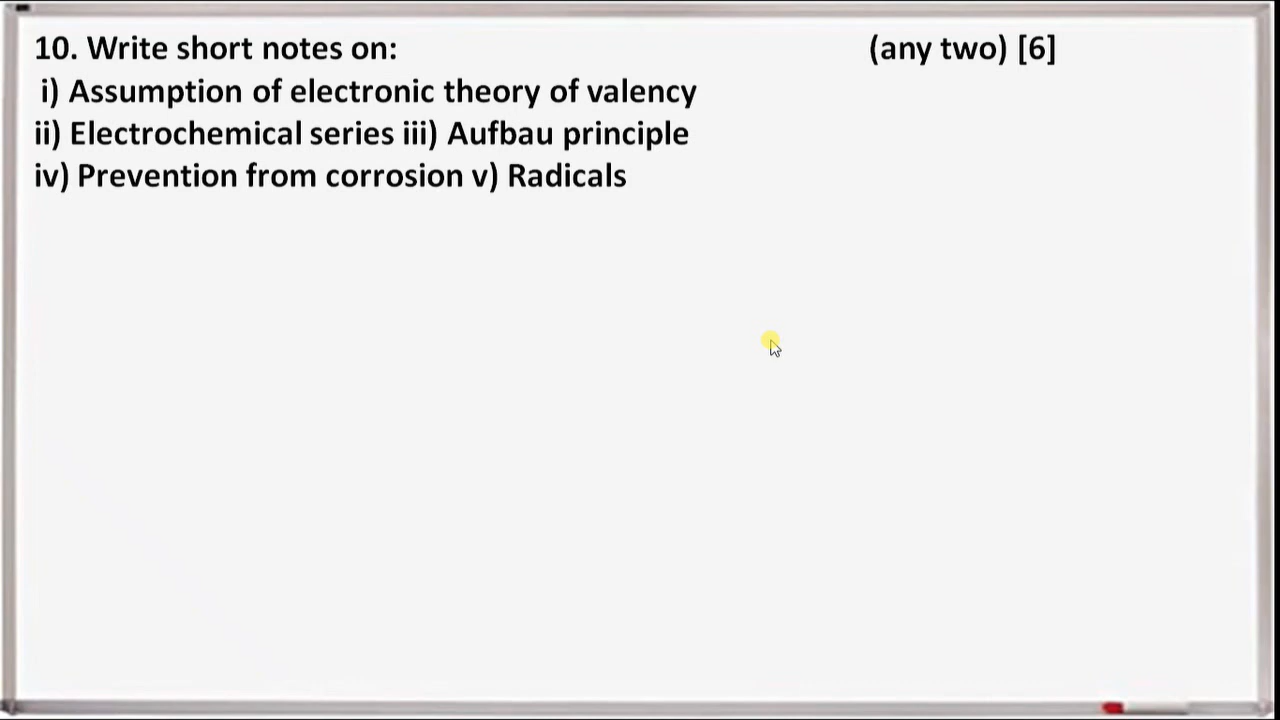 10. Write short notes on: (any two) [6]
i) Assumption of electronic theory of valency
ii) Electrochemical series iii) Aufbau principle
iv) Prevention from corrosion v) Radicals